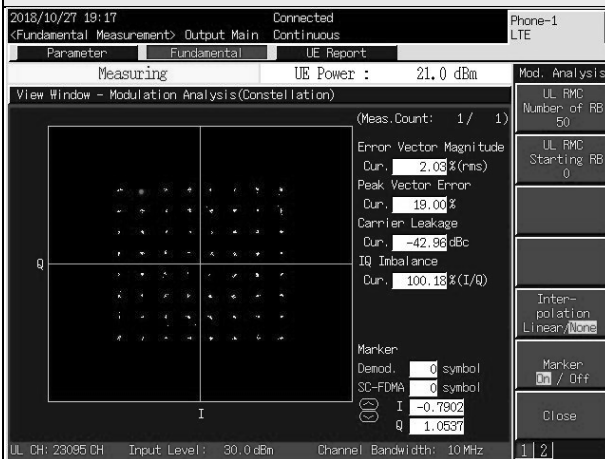 2018/10/27 19:17 Connected Phone-1
<Fundamental Measurement> Output Main Continuous LTE
Parameter Fundamental UE Report
Measuring UE Power : 21.0 dBm Mod. Analysis
View Window - Modulation Analysis(Constellation)
UL RMC
Number of RB
50
(Meas.Count: 1/ 1)
Error Vector Magnitude
Cur. 2.03 %(rms)
Peak Vector Error
Cur. 19.00 %
Carrier Leakage
Cur. -42.96 dBc
IQ Imbalance
Cur. 100.18 %(I/Q)
UL RMC
Starting RB
0
Q
I
Marker
Demod. 0 symbol
SC-FDMA 0 symbol
I -0.7902
Q 1.0537
Inter-
polation
Linear/None
Marker
On / Off
Close
UL CH: 23095 CH Input Level: 30.0 dBm Channel Bandwidth: 10 MHz
1 2